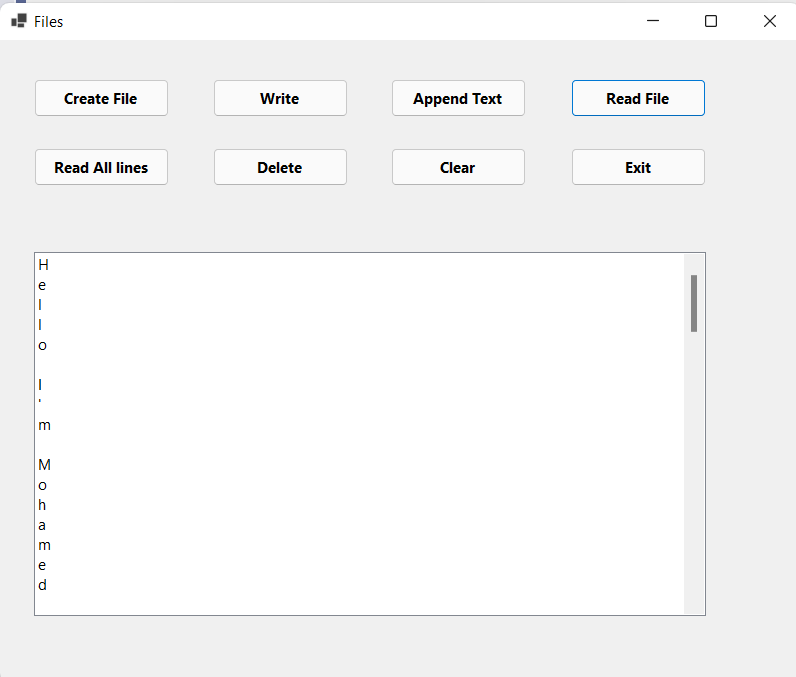 Files
Create File
Write
Append Text
Read File
Read All lines
Delete
Clear
Exit
H
e
l
l
o
I
'
m
M
o
h
a
m
e
d